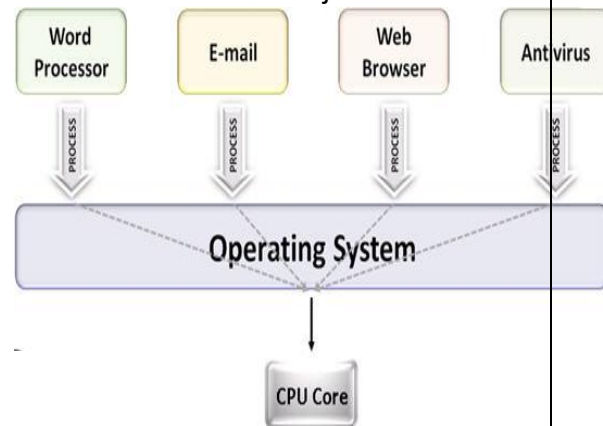 Word
Processor
E-mail
Web
Browser
Antivirus
PROCESS
PROCESS
PROCESS
PROCESS
Operating System
CPU Core